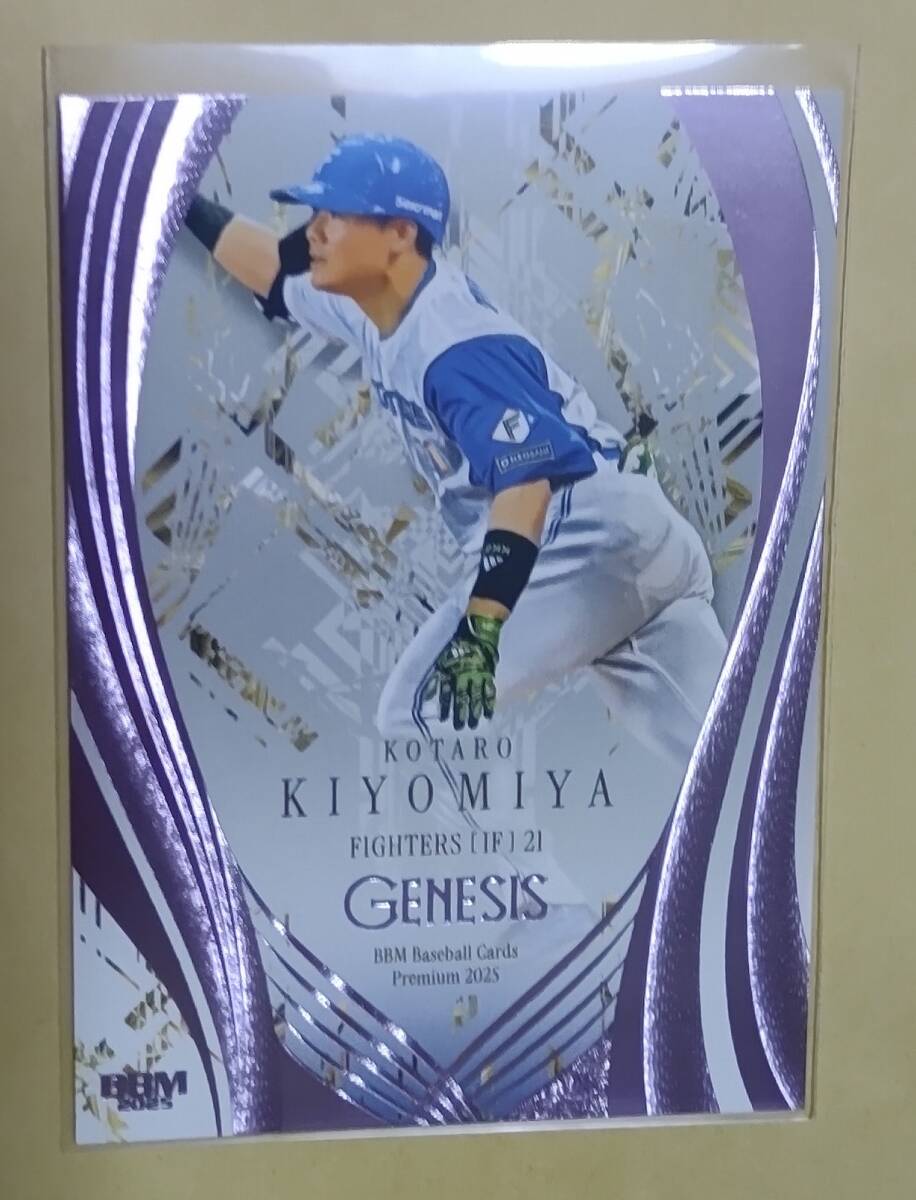 F
KOTARO
KIYOMIYA
FIGHTERS [IF] 21
GENESIS
BBM Baseball Cards
Premium 2025
BBM
2025